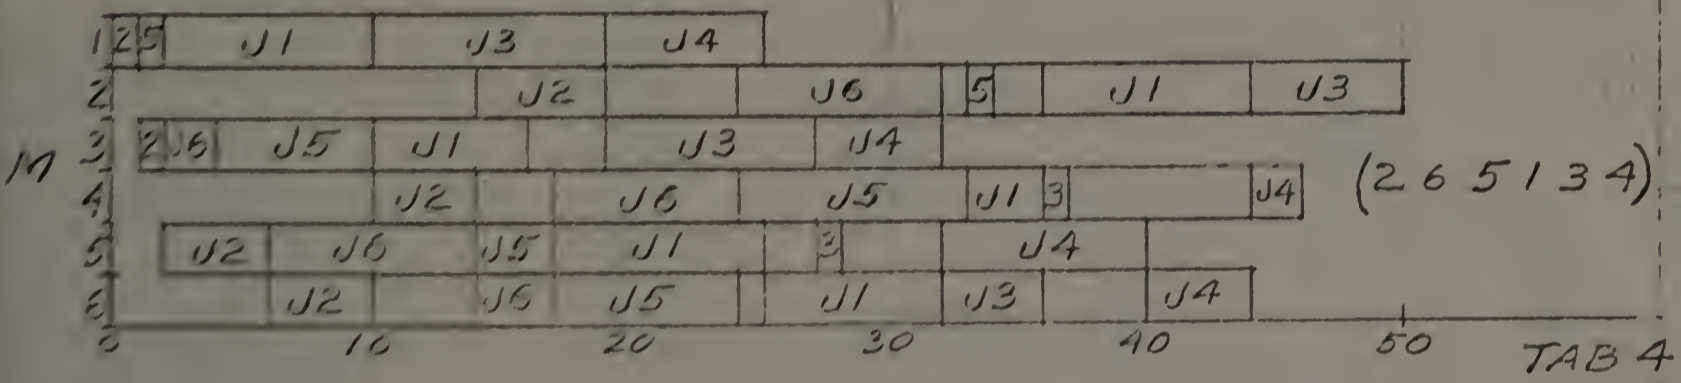 1 2 5 J1 J3 J4
2 J2 J6 5 J1 J3
3 2 J6 J5 J1 J3 J4
M 4 J2 J6 J5 J1 3 J4 (2 6 5 1 3 4)
5 J2 J6 J5 J1 3 J4
6 J2 J6 J5 J1 J3 J4
0 10 20 30 40 50 TAB 4